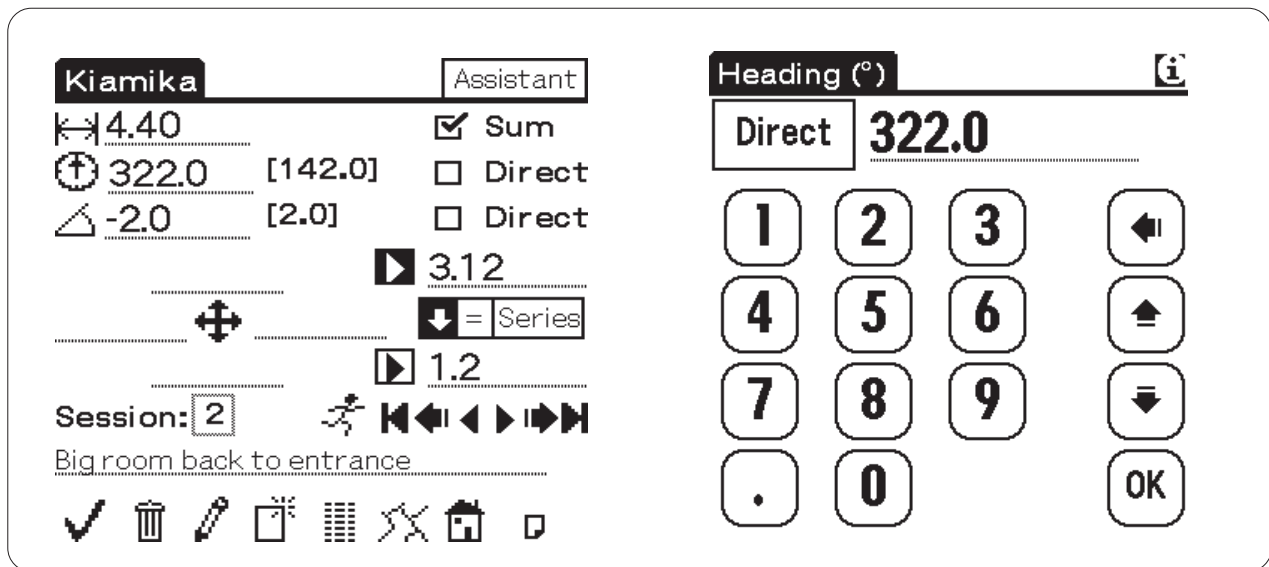 Kiamika Assistant
4.40 Sum
322.0 [142.0] Direct
-2.0 [2.0] Direct
3.12
= Series
1.2
Session: 2
Big room back to entrance
Heading (°) i
Direct 322.0
1 2 3
4 5 6
7 8 9
. 0 OK